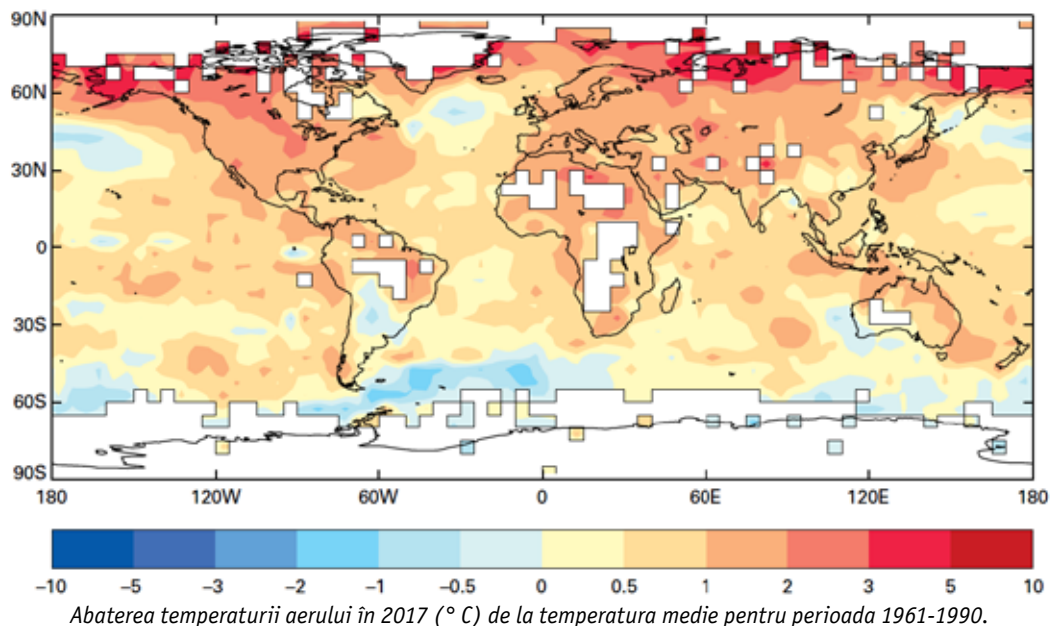 90N
60N
30N
0
30S
60S
90S
180 120W 60W 0 60E 120E 180
–10 –5 –3 –2 –1 –0.5 0 0.5 1 2 3 5 10
Abaterea temperaturii aerului în 2017 (° C) de la temperatura medie pentru perioada 1961-1990.